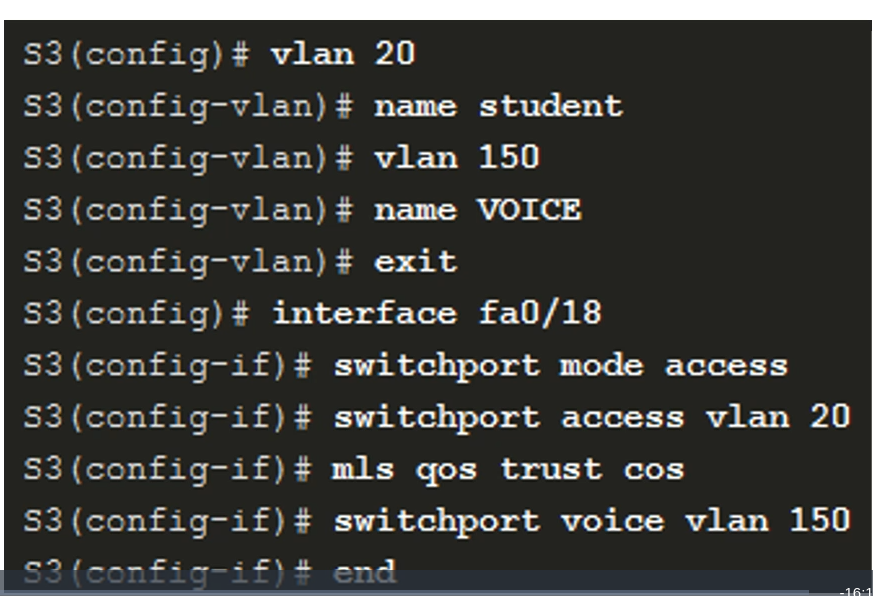 S3(config)# vlan 20
S3(config-vlan)# name student
S3(config-vlan)# vlan 150
S3(config-vlan)# name VOICE
S3(config-vlan)# exit
S3(config)# interface fa0/18
S3(config-if)# switchport mode access
S3(config-if)# switchport access vlan 20
S3(config-if)# mls qos trust cos
S3(config-if)# switchport voice vlan 150
S3(config-if)# end